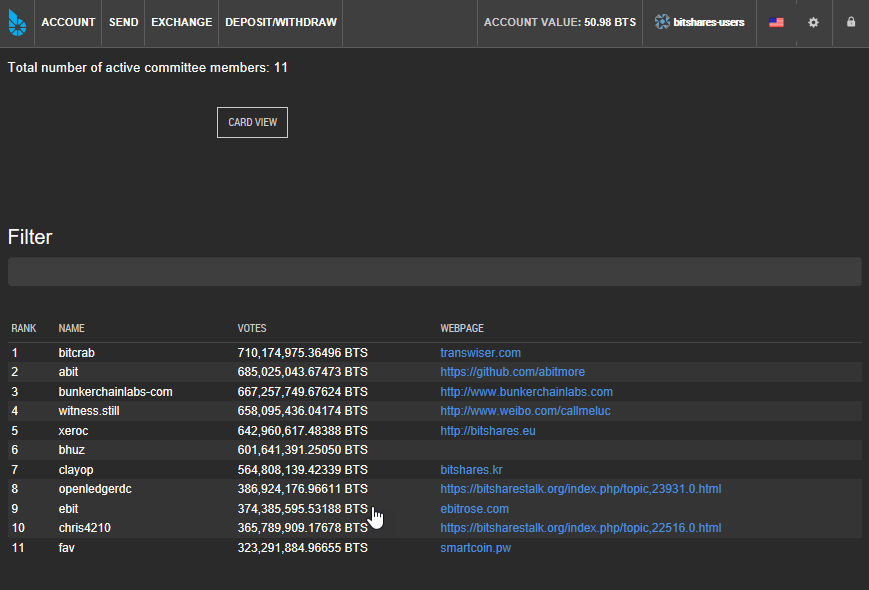 ACCOUNT SEND EXCHANGE DEPOSIT/WITHDRAW ACCOUNT VALUE: 50.98 BTS bitshares-users
Total number of active committee members: 11
CARD VIEW
Filter
RANK NAME VOTES WEBPAGE
1 bitcrab 710,174,975.36496 BTS transwiser.com
2 abit 685,025,043.67473 BTS https://github.com/abitmore
3 bunkerchainlabs-com 667,257,749.67624 BTS http://www.bunkerchainlabs.com
4 witness.still 658,095,436.04174 BTS http://www.weibo.com/callmeluc
5 xeroc 642,960,617.48388 BTS http://bitshares.eu
6 bhuz 601,641,391.25050 BTS
7 clayop 564,808,139.42339 BTS bitshares.kr
8 openledgerdc 386,924,176.96611 BTS https://bitsharestalk.org/index.php/topic,23931.0.html
9 ebit 374,385,595.53188 BTS ebitrose.com
10 chris4210 365,789,909.17678 BTS https://bitsharestalk.org/index.php/topic,22516.0.html
11 fav 323,291,884.96655 BTS smartcoin.pw